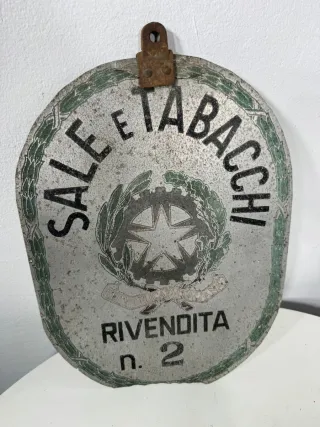 SALE E TABACCHI
RIVENDITA
n. 2